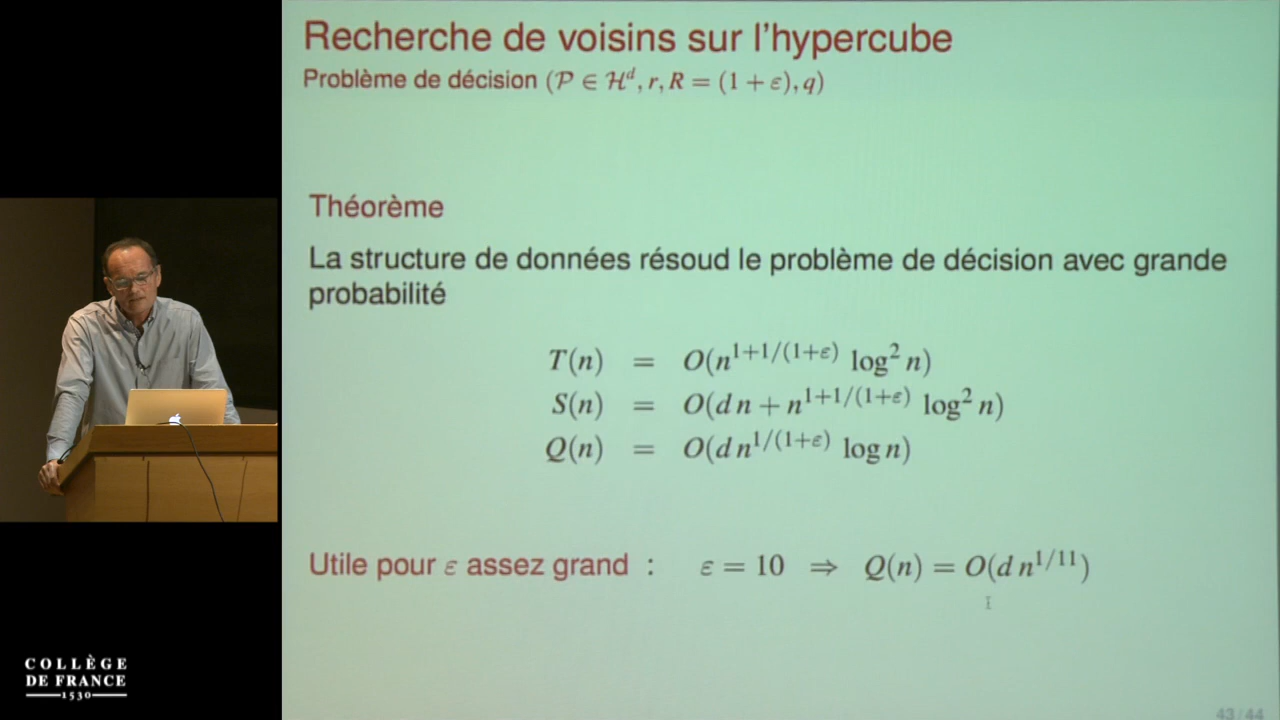 Recherche de voisins sur l'hypercube
Problème de décision (𝒫 ∈ ℋᵈ, r, R = (1 + ε), q)
Théorème
La structure de données résoud le problème de décision avec grande
probabilité
T(n) = O(n^{1+1/(1+ε)} log² n)
S(n) = O(d n + n^{1+1/(1+ε)} log² n)
Q(n) = O(d n^{1/(1+ε)} log n)
Utile pour ε assez grand : ε = 10 ⇒ Q(n) = O(d n^{1/11})
COLLÈGE
DE FRANCE
1530
43 / 44